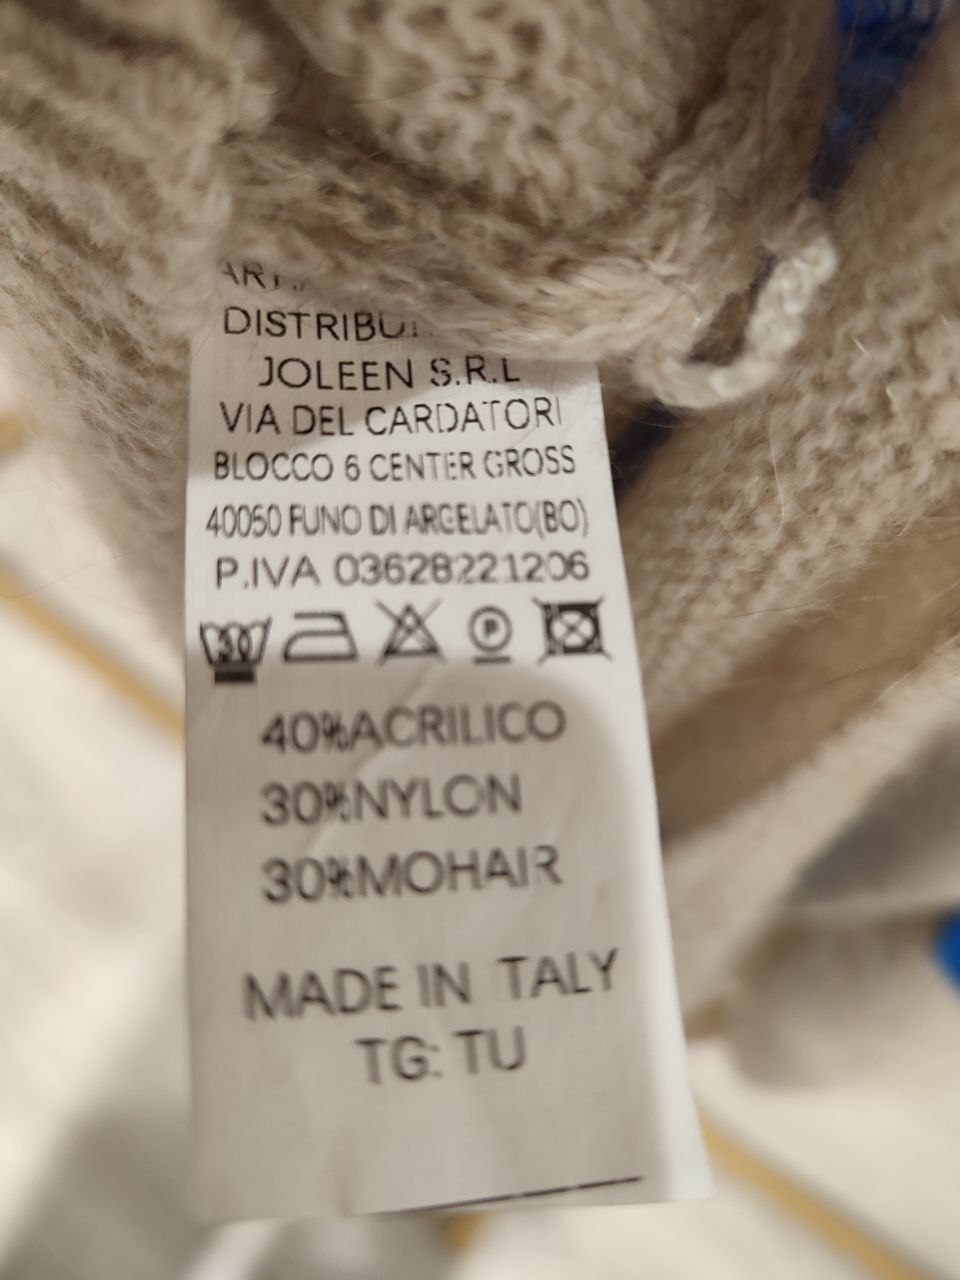 JOLEEN S.R.L
VIA DEL CARDATORI
BLOCCO 6 CENTER GROSS
40050 FUNO DI ARGELATO(BO)
P.IVA 03628221206
30
P
40%ACRILICO
30%NYLON
30%MOHAIR
MADE IN TALY
TG: TU